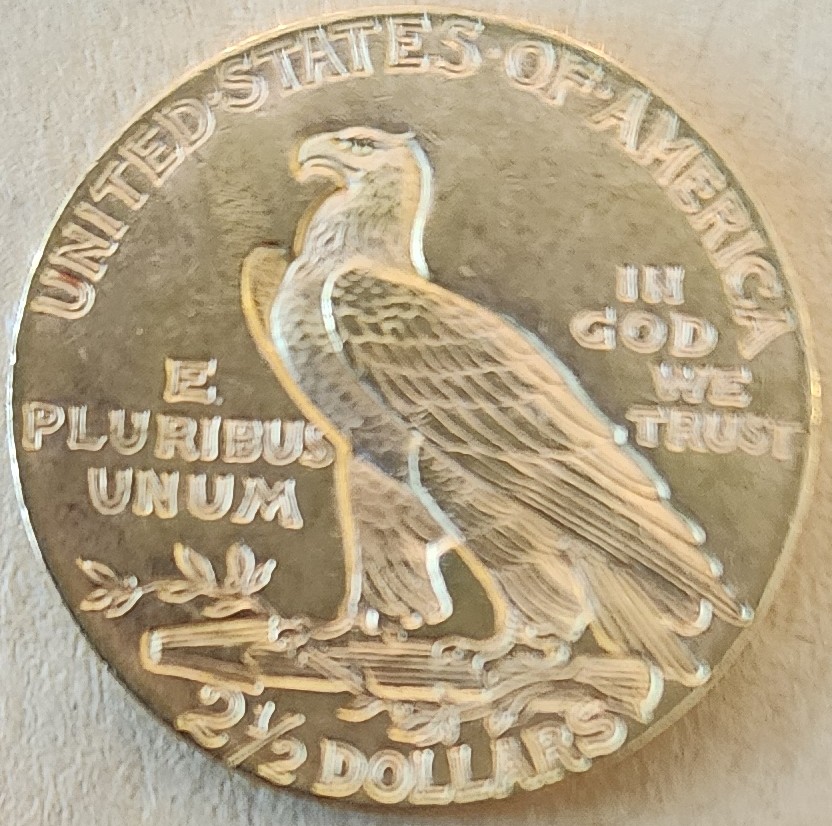 UNITED·STATES·OF·AMERICA
IN
GOD
WE
TRUST
E
PLURIBUS
UNUM
2½ DOLLARS